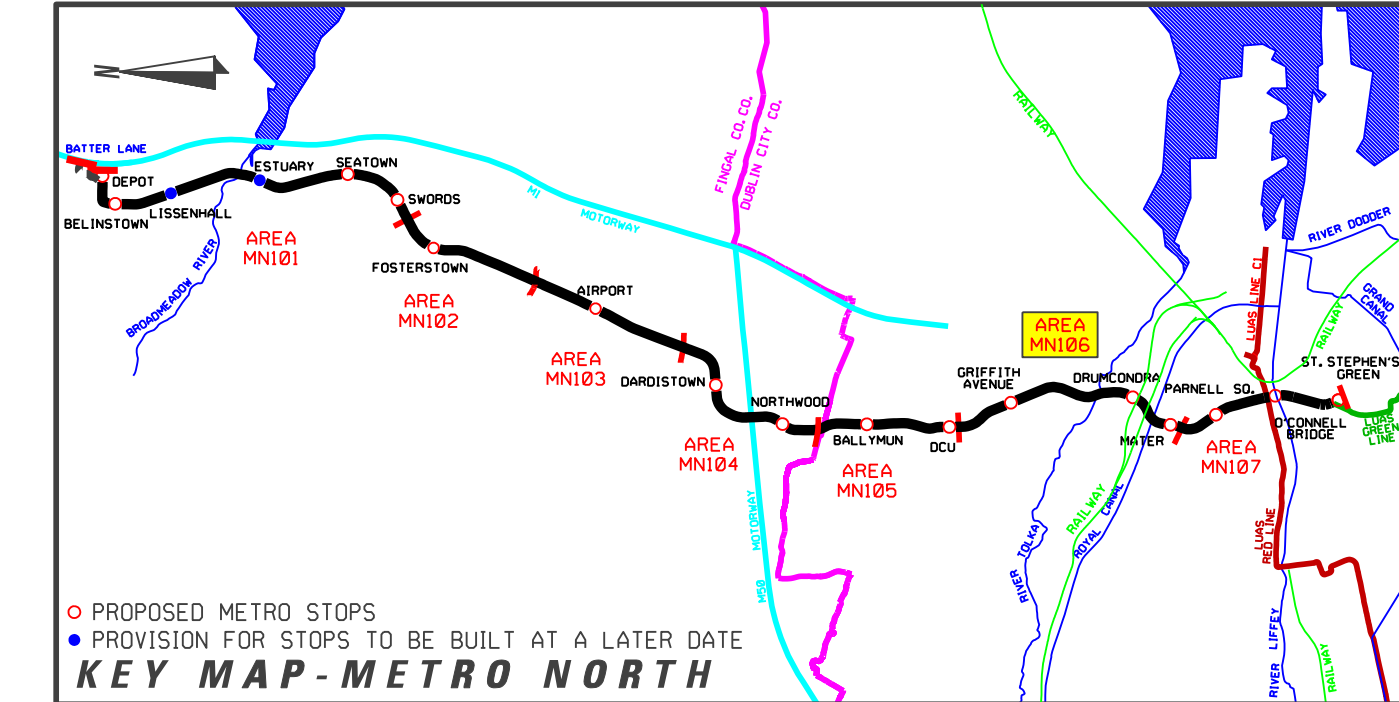 N
BATTER LANE
DEPOT
BELINSTOWN
LISSENHALL
ESTUARY
SEATOWN
SWORDS
FOSTERSTOWN
BROADMEADOW RIVER
AREA
MN101
AREA
MN102
AIRPORT
AREA
MN103
M1
MOTORWAY
FINGAL CO. CO.
DUBLIN CITY CO.
DARDISTOWN
NORTHWOOD
AREA
MN104
MOTORWAY
M50
BALLYMUN
AREA
MN105
DCU
GRIFFITH
AVENUE
AREA
MN106
RAILWAY
DRUMCONDRA
MATER
PARNELL SQ.
AREA
MN107
RIVER TOLKA
RAILWAY
ROYAL CANAL
LUAS LINE C1
RIVER DODDER
GRAND
CANAL
RAILWAY
ST. STEPHEN'S
GREEN
O'CONNELL
BRIDGE
LUAS
GREEN
LINE
LUAS
RED LINE
RIVER LIFFEY
RAILWAY
PROPOSED METRO STOPS
PROVISION FOR STOPS TO BE BUILT AT A LATER DATE
KEY MAP-METRO NORTH